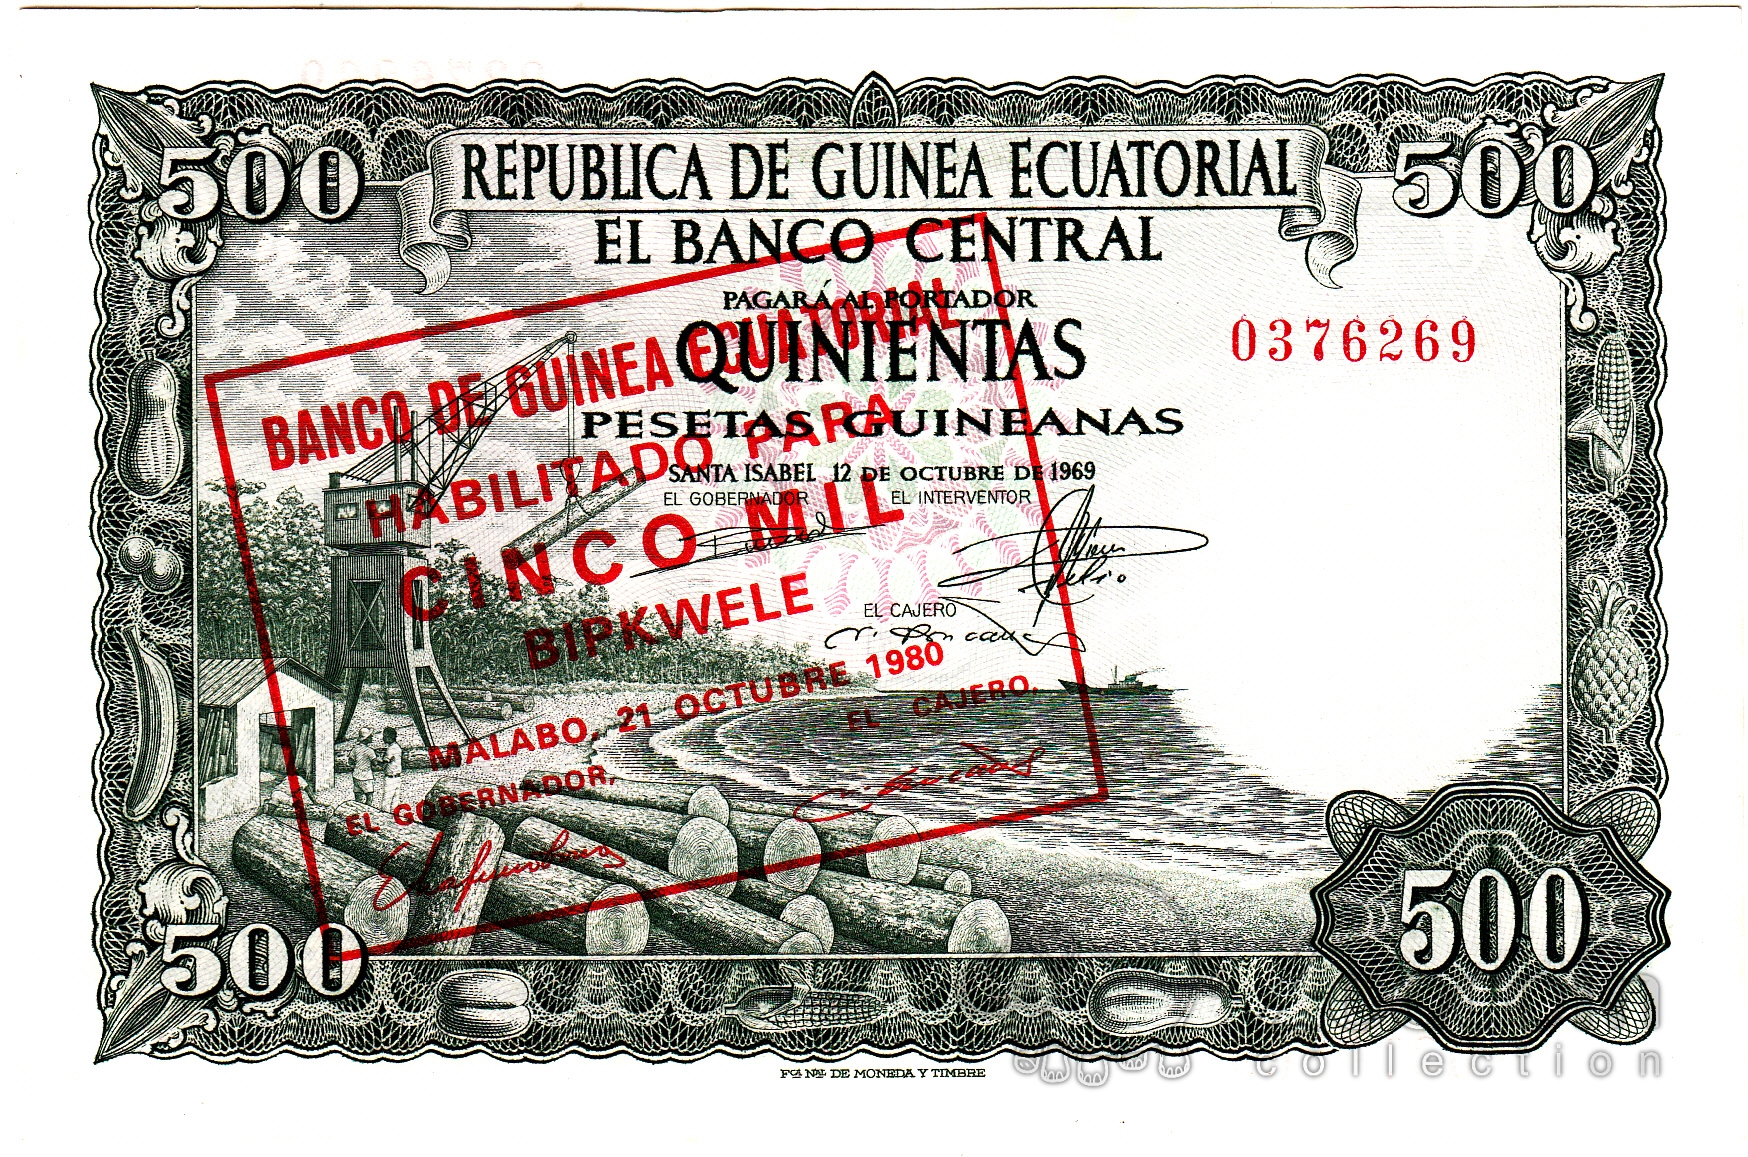 500
REPUBLICA DE GUINEA ECUATORIAL
500
EL BANCO CENTRAL
PAGARÁ AL PORTADOR
QUINIENTAS
PESETAS GUINEANAS
0376269
SANTA ISABEL 12 DE OCTUBRE DE 1969
EL GOBERNADOR EL INTERVENTOR
EL CAJERO
BANCO DE GUINEA ECUATORIAL
HABILITADO PARA
CINCO MIL
BIPKWELE
MALABO, 21 OCTUBRE 1980
EL GOBERNADOR, EL CAJERO.
500
500
Fca NAL DE MONEDA Y TIMBRE
collection